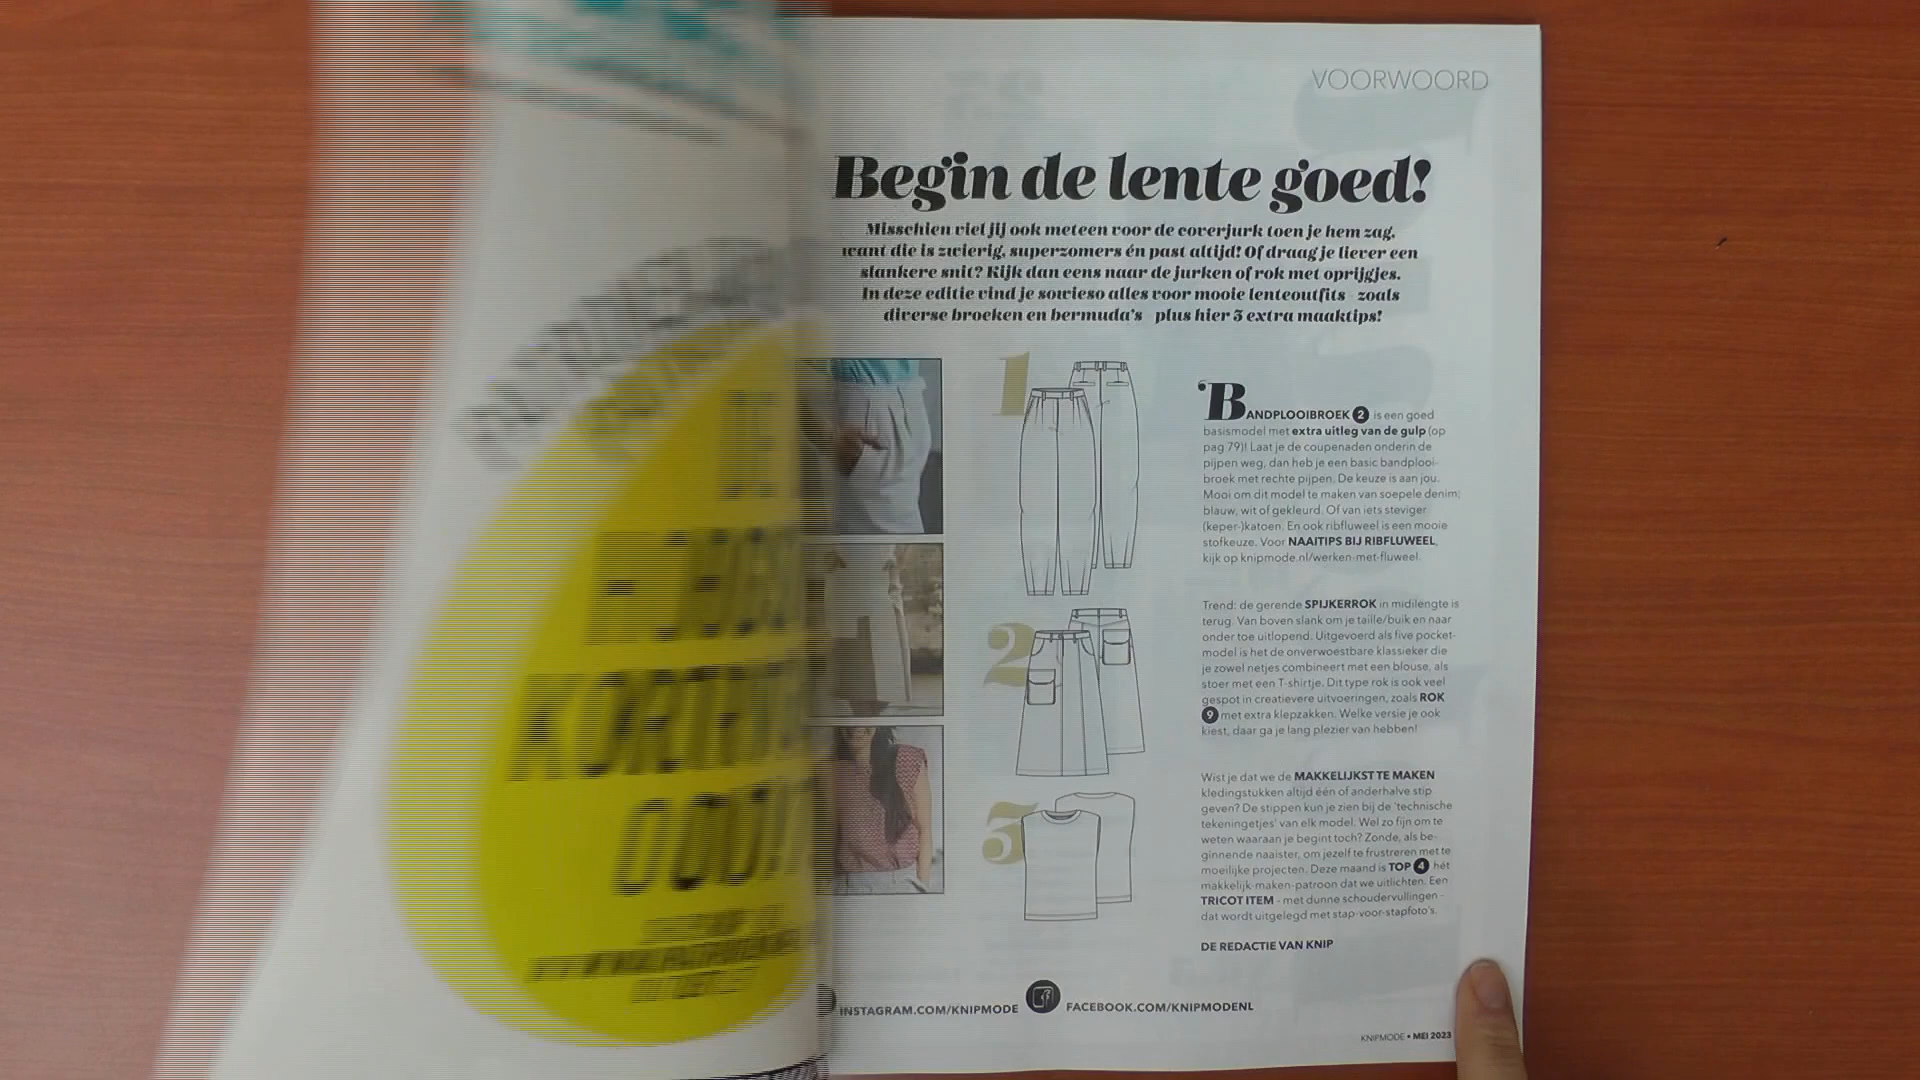 VOORWOORD
Begin de lente goed!
Misschien viel jij ook meteen voor de coverjurk toen je hem zag,
want die is zwierig, superzomers én past altijd! Of draag je liever een
slankere snit? Kijk dan eens naar de jurken of rok met oprijgjes.
In deze editie vind je sowieso alles voor mooie lenteoutfits zoals
diverse broeken en bermuda's plus hier 3 extra maaktips!
1
BANDPLOOIBROEK 2 is een goed
basismodel met extra uitleg van de gulp (op
pag 79)! Laat je de coupenaden onderin de
pijpen weg, dan heb je een basic bandplooi-
broek met rechte pijpen. De keuze is aan jou.
Mooi om dit model te maken van soepele denim;
blauw, wit of gekleurd. Of van iets steviger
(keper-)katoen. En ook ribfluweel is een mooie
stofkeuze. Voor NAAITIPS BIJ RIBFLUWEEL,
kijk op knipmode.nl/werken-met-fluweel.
2
Trend: de gerende SPIJKERROK in midilengte is
terug. Van boven slank om je taille/buik en naar
onder toe uitlopend. Uitgevoerd als five pocket-
model is het de onverwoestbare klassieker die
je zowel netjes combineert met een blouse, als
stoer met een T-shirtje. Dit type rok is ook veel
gespot in creatievere uitvoeringen, zoals ROK
9 met extra klepzakken. Welke versie je ook
kiest, daar ga je lang plezier van hebben!
3
Wist je dat we de MAKKELIJKST TE MAKEN
kledingstukken altijd één of anderhalve stip
geven? De stippen kun je zien bij de 'technische
tekeningetjes' van elk model. Wel zo fijn om te
weten waaraan je begint toch? Zonde, als be-
ginnende naaister, om jezelf te frustreren met te
moeilijke projecten. Deze maand is TOP 4 hét
makkelijk-maken-patroon dat we uitlichten. Een
TRICOT ITEM - met dunne schoudervullingen -
dat wordt uitgelegd met stap-voor-stapfoto's.
DE REDACTIE VAN KNIP
INSTAGRAM.COM/KNIPMODE FACEBOOK.COM/KNIPMODENL
KNIPMODE • MEI 2023